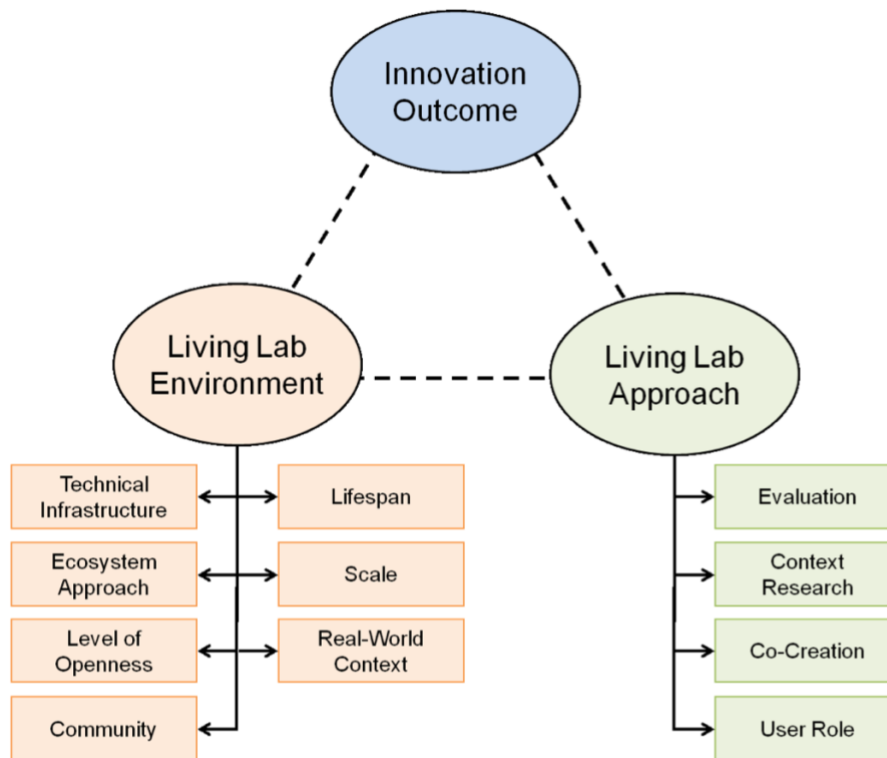 Innovation
Outcome
Living Lab
Environment
Living Lab
Approach
Technical
Infrastructure
Lifespan
Ecosystem
Approach
Scale
Level of
Openness
Real-World
Context
Community
Evaluation
Context
Research
Co-Creation
User Role